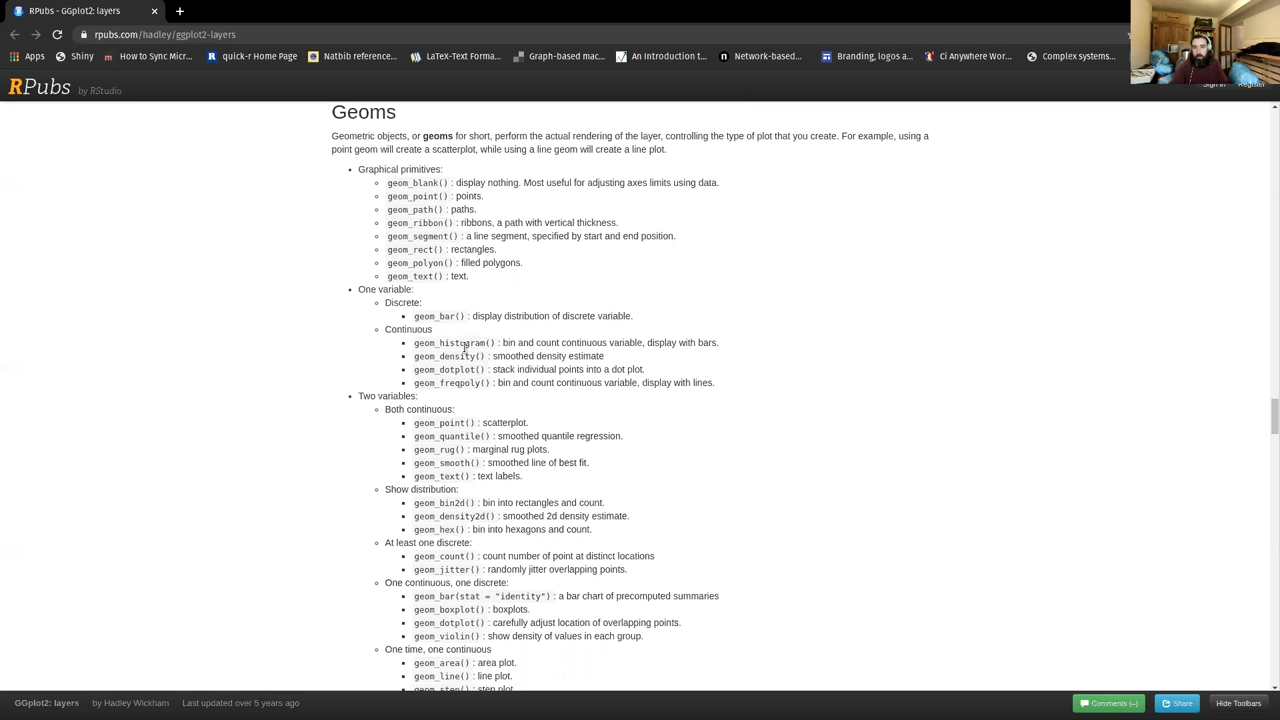 RPubs - GGplot2: layers
rpubs.com/hadley/ggplot2-layers
Apps Shiny How to Sync Micr... quick-r Home Page Natbib reference... LaTeX-Text Forma... Graph-based mac... An Introduction t... Network-based... Branding, logos a... Ci Anywhere Wor... Complex systems...
RPubs by RStudio Sign in Register
Geoms
Geometric objects, or geoms for short, perform the actual rendering of the layer, controlling the type of plot that you create. For example, using a
point geom will create a scatterplot, while using a line geom will create a line plot.
Graphical primitives:
geom_blank() : display nothing. Most useful for adjusting axes limits using data.
geom_point() : points.
geom_path() : paths.
geom_ribbon() : ribbons, a path with vertical thickness.
geom_segment() : a line segment, specified by start and end position.
geom_rect() : rectangles.
geom_polyon() : filled polygons.
geom_text() : text.
One variable:
Discrete:
geom_bar() : display distribution of discrete variable.
Continuous
geom_histogram() : bin and count continuous variable, display with bars.
geom_density() : smoothed density estimate
geom_dotplot() : stack individual points into a dot plot.
geom_freqpoly() : bin and count continuous variable, display with lines.
Two variables:
Both continuous:
geom_point() : scatterplot.
geom_quantile() : smoothed quantile regression.
geom_rug() : marginal rug plots.
geom_smooth() : smoothed line of best fit.
geom_text() : text labels.
Show distribution:
geom_bin2d() : bin into rectangles and count.
geom_density2d() : smoothed 2d density estimate.
geom_hex() : bin into hexagons and count.
At least one discrete:
geom_count() : count number of point at distinct locations
geom_jitter() : randomly jitter overlapping points.
One continuous, one discrete:
geom_bar(stat = "identity") : a bar chart of precomputed summaries
geom_boxplot() : boxplots.
geom_dotplot() : carefully adjust location of overlapping points.
geom_violin() : show density of values in each group.
One time, one continuous
geom_area() : area plot.
geom_line() : line plot.
geom_step() : step plot.
GGplot2: layers by Hadley Wickham Last updated over 5 years ago Comments (–) Share Hide Toolbars